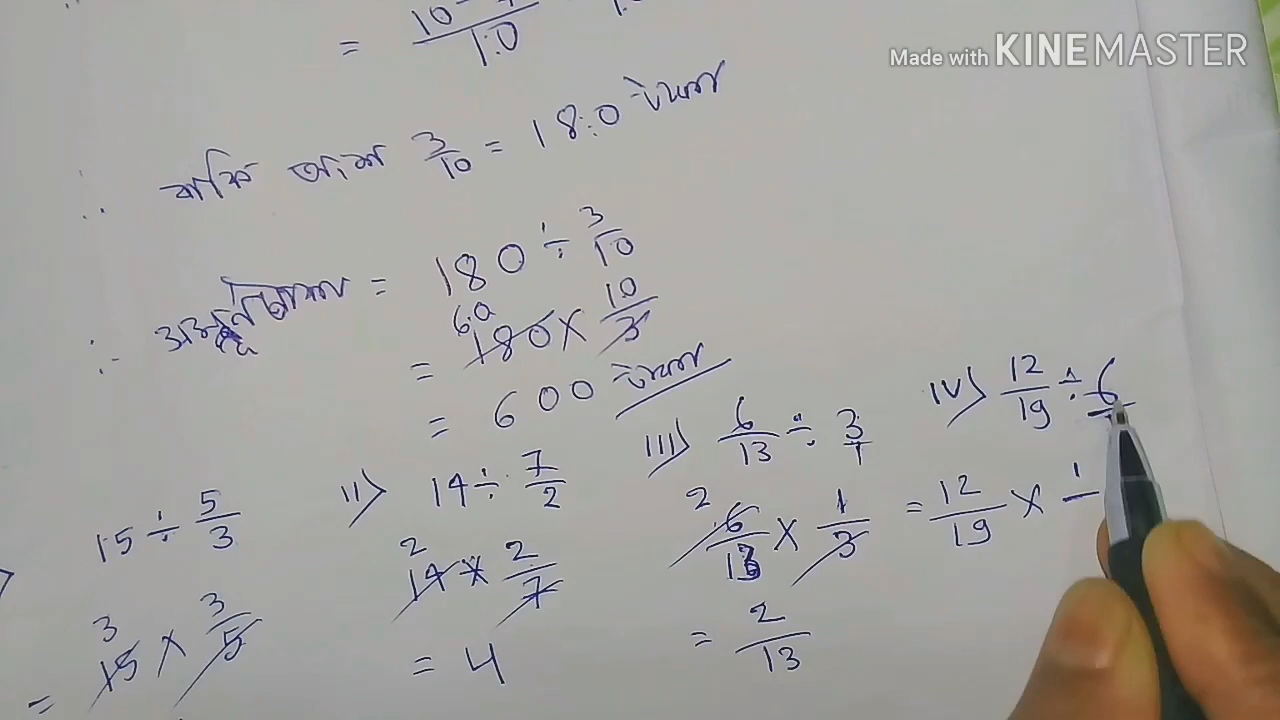 Made with KINEMASTER
= 10 / 10
∴ বাকি অংশ 3/10 = 180 টাকা
∴ = 180 ÷ 3/10
= 180 × 10/3 60
= 600 টাকা
15 ÷ 5/3
= 15 × 3/5 3
II) 14 ÷ 7/2
14 × 2/7 2
= 4
III) 6/13 ÷ 3/1
6/13 × 1/3 2
= 2/13
IV) 12/19 ÷ 6/
= 12/19 × 1/